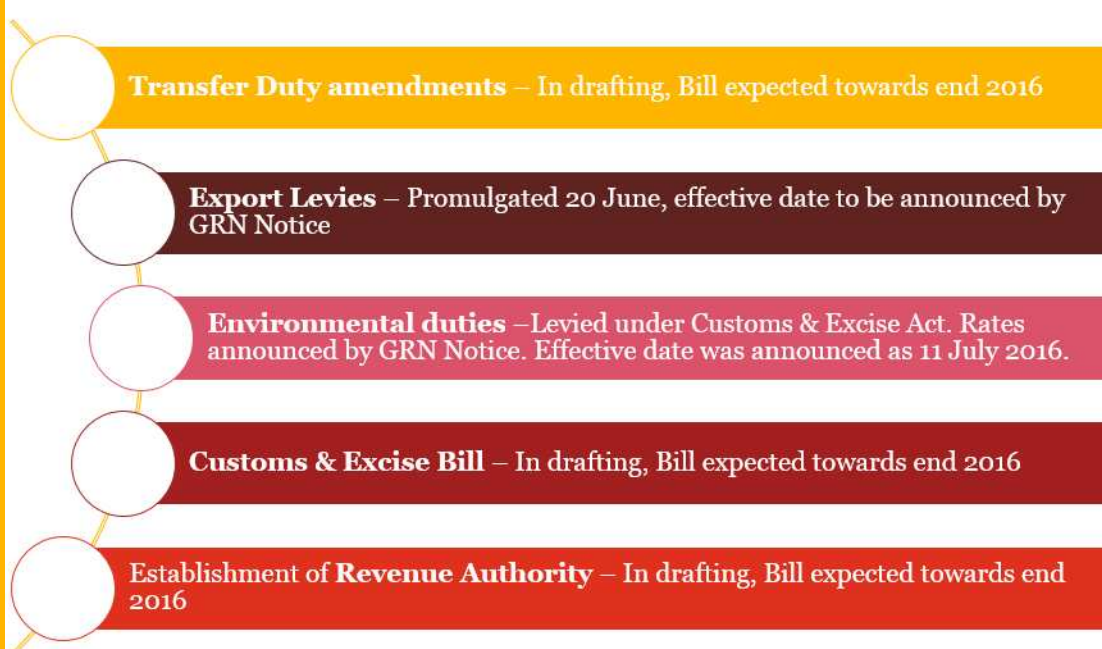 Transfer Duty amendments – In drafting, Bill expected towards end 2016
Export Levies – Promulgated 20 June, effective date to be announced by
GRN Notice
Environmental duties –Levied under Customs & Excise Act. Rates
announced by GRN Notice. Effective date was announced as 11 July 2016.
Customs & Excise Bill – In drafting, Bill expected towards end 2016
Establishment of Revenue Authority – In drafting, Bill expected towards end
2016